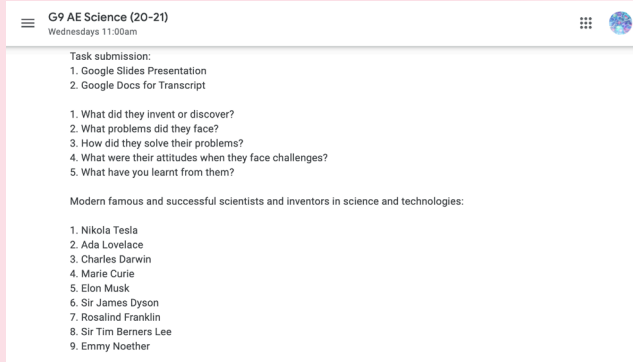 G9 AE Science (20-21)
Wednesdays 11:00am
Task submission:
1. Google Slides Presentation
2. Google Docs for Transcript
1. What did they invent or discover?
2. What problems did they face?
3. How did they solve their problems?
4. What were their attitudes when they face challenges?
5. What have you learnt from them?
Modern famous and successful scientists and inventors in science and technologies:
1. Nikola Tesla
2. Ada Lovelace
3. Charles Darwin
4. Marie Curie
5. Elon Musk
6. Sir James Dyson
7. Rosalind Franklin
8. Sir Tim Berners Lee
9. Emmy Noether